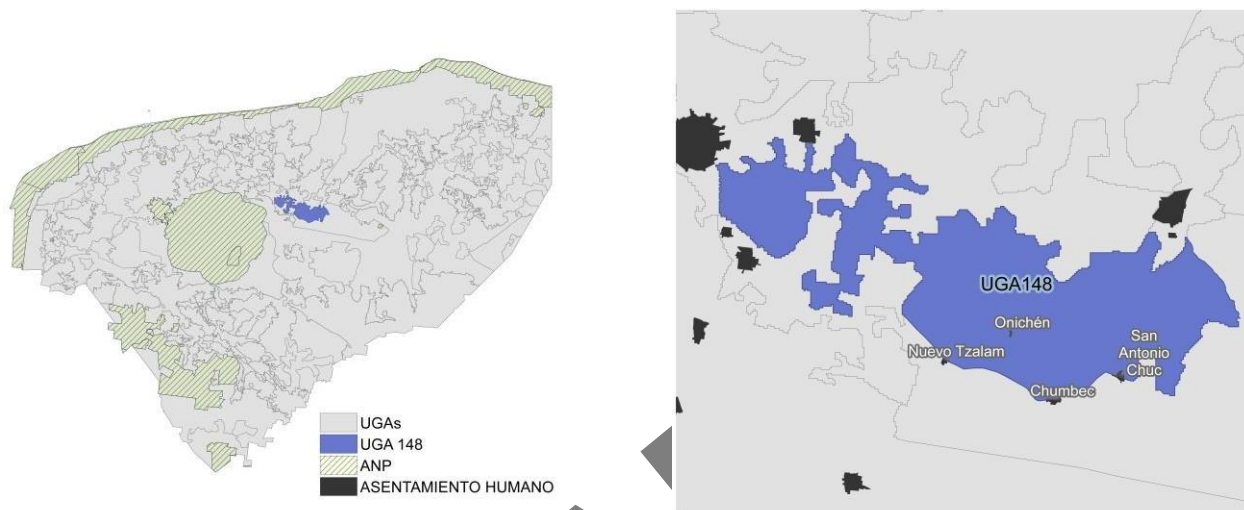 UGAs
UGA 148
ANP
ASENTAMIENTO HUMANO
UGA148
Onichén
Nuevo Tzalam
San
Antonio
Chuc
Chumbec